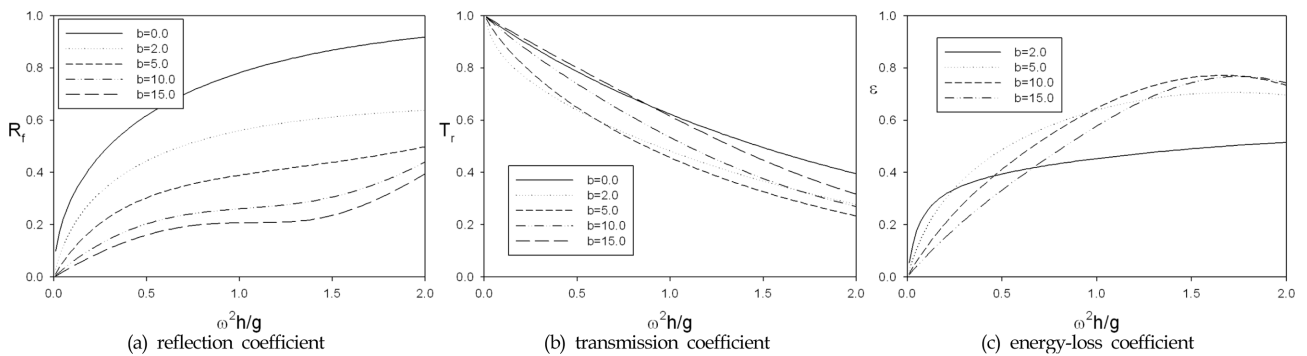 1.0
0.8
0.6
0.4
0.2
0.0
R_f
b=0.0
b=2.0
b=5.0
b=10.0
b=15.0
0.0 0.5 1.0 1.5 2.0
ω²h/g
(a) reflection coefficient
1.0
0.8
0.6
0.4
0.2
0.0
T_r
b=0.0
b=2.0
b=5.0
b=10.0
b=15.0
0.0 0.5 1.0 1.5 2.0
ω²h/g
(b) transmission coefficient
1.0
0.8
0.6
0.4
0.2
0.0
ε
b=2.0
b=5.0
b=10.0
b=15.0
0.0 0.5 1.0 1.5 2.0
ω²h/g
(c) energy-loss coefficient